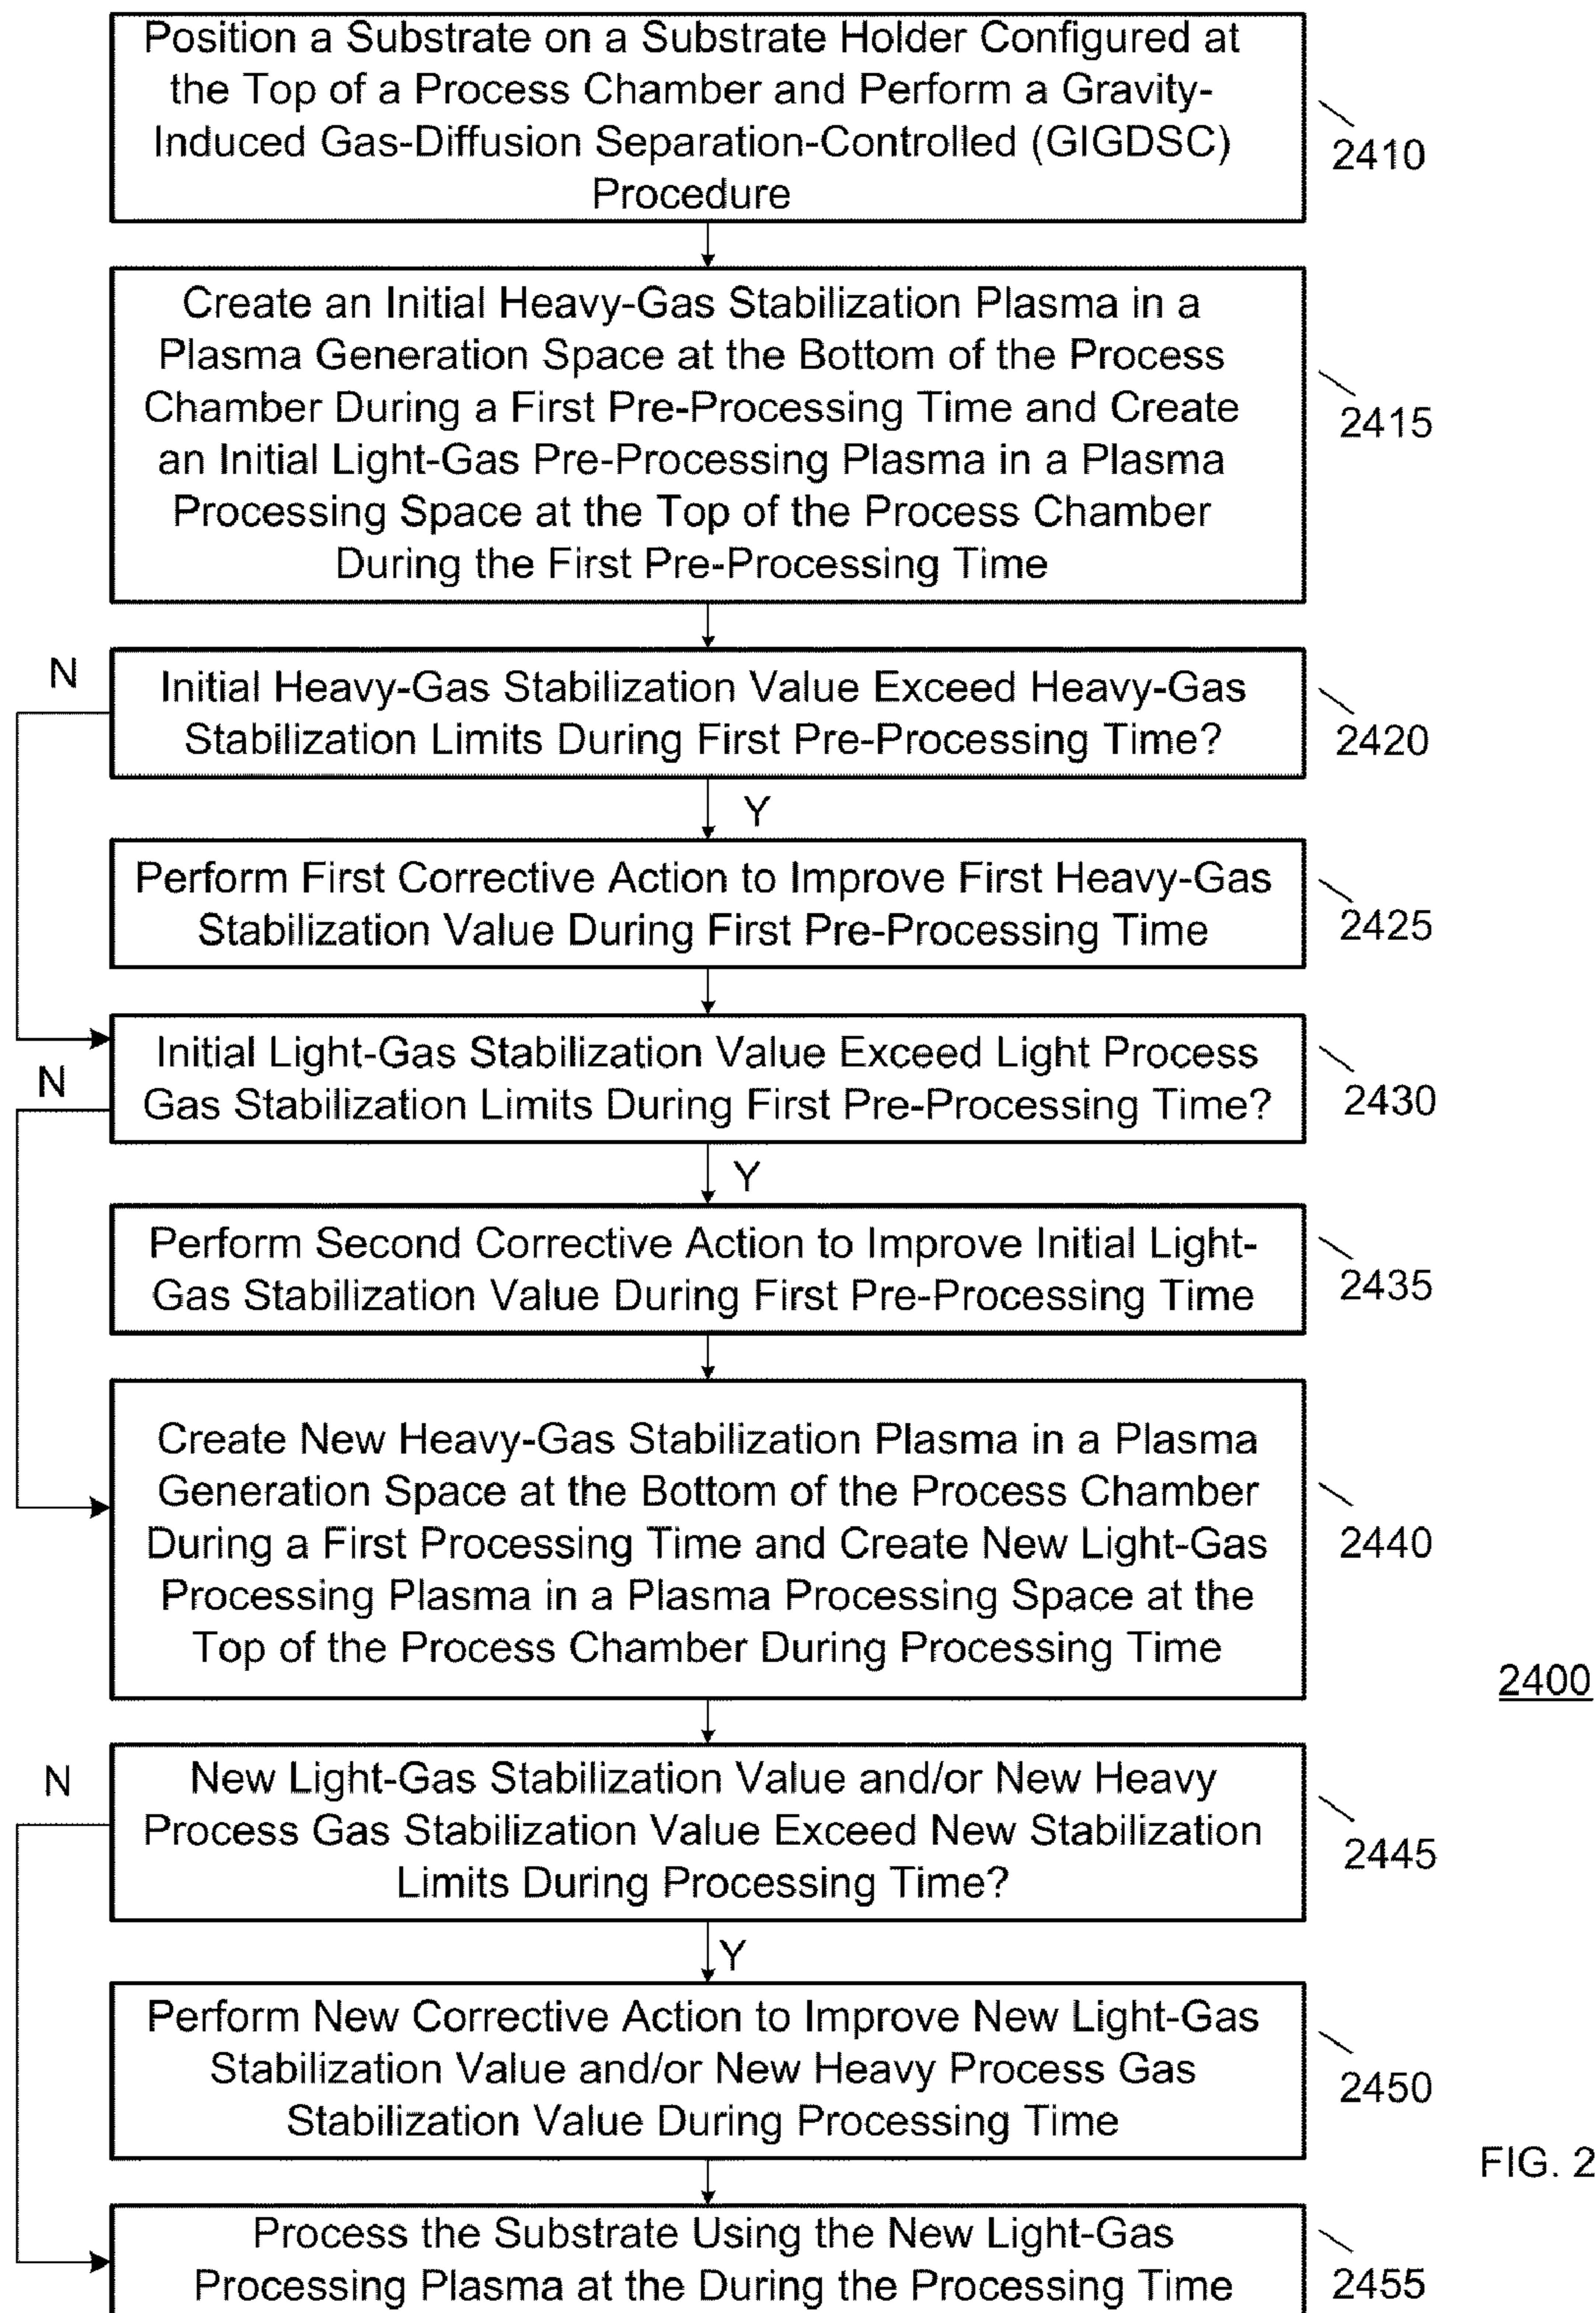 Position a Substrate on a Substrate Holder Configured at
the Top of a Process Chamber and Perform a Gravity-
Induced Gas-Diffusion Separation-Controlled (GIGDSC)
Procedure
2410
Create an Initial Heavy-Gas Stabilization Plasma in a
Plasma Generation Space at the Bottom of the Process
Chamber During a First Pre-Processing Time and Create
an Initial Light-Gas Pre-Processing Plasma in a Plasma
Processing Space at the Top of the Process Chamber
During the First Pre-Processing Time
2415
N
Initial Heavy-Gas Stabilization Value Exceed Heavy-Gas
Stabilization Limits During First Pre-Processing Time?
2420
Y
Perform First Corrective Action to Improve First Heavy-Gas
Stabilization Value During First Pre-Processing Time
2425
Initial Light-Gas Stabilization Value Exceed Light Process
Gas Stabilization Limits During First Pre-Processing Time?
2430
N
Y
Perform Second Corrective Action to Improve Initial Light-
Gas Stabilization Value During First Pre-Processing Time
2435
Create New Heavy-Gas Stabilization Plasma in a Plasma
Generation Space at the Bottom of the Process Chamber
During a First Processing Time and Create New Light-Gas
Processing Plasma in a Plasma Processing Space at the
Top of the Process Chamber During Processing Time
2440
2400
N
New Light-Gas Stabilization Value and/or New Heavy
Process Gas Stabilization Value Exceed New Stabilization
Limits During Processing Time?
2445
Y
Perform New Corrective Action to Improve New Light-Gas
Stabilization Value and/or New Heavy Process Gas
Stabilization Value During Processing Time
2450
FIG. 2
Process the Substrate Using the New Light-Gas
Processing Plasma at the During the Processing Time
2455